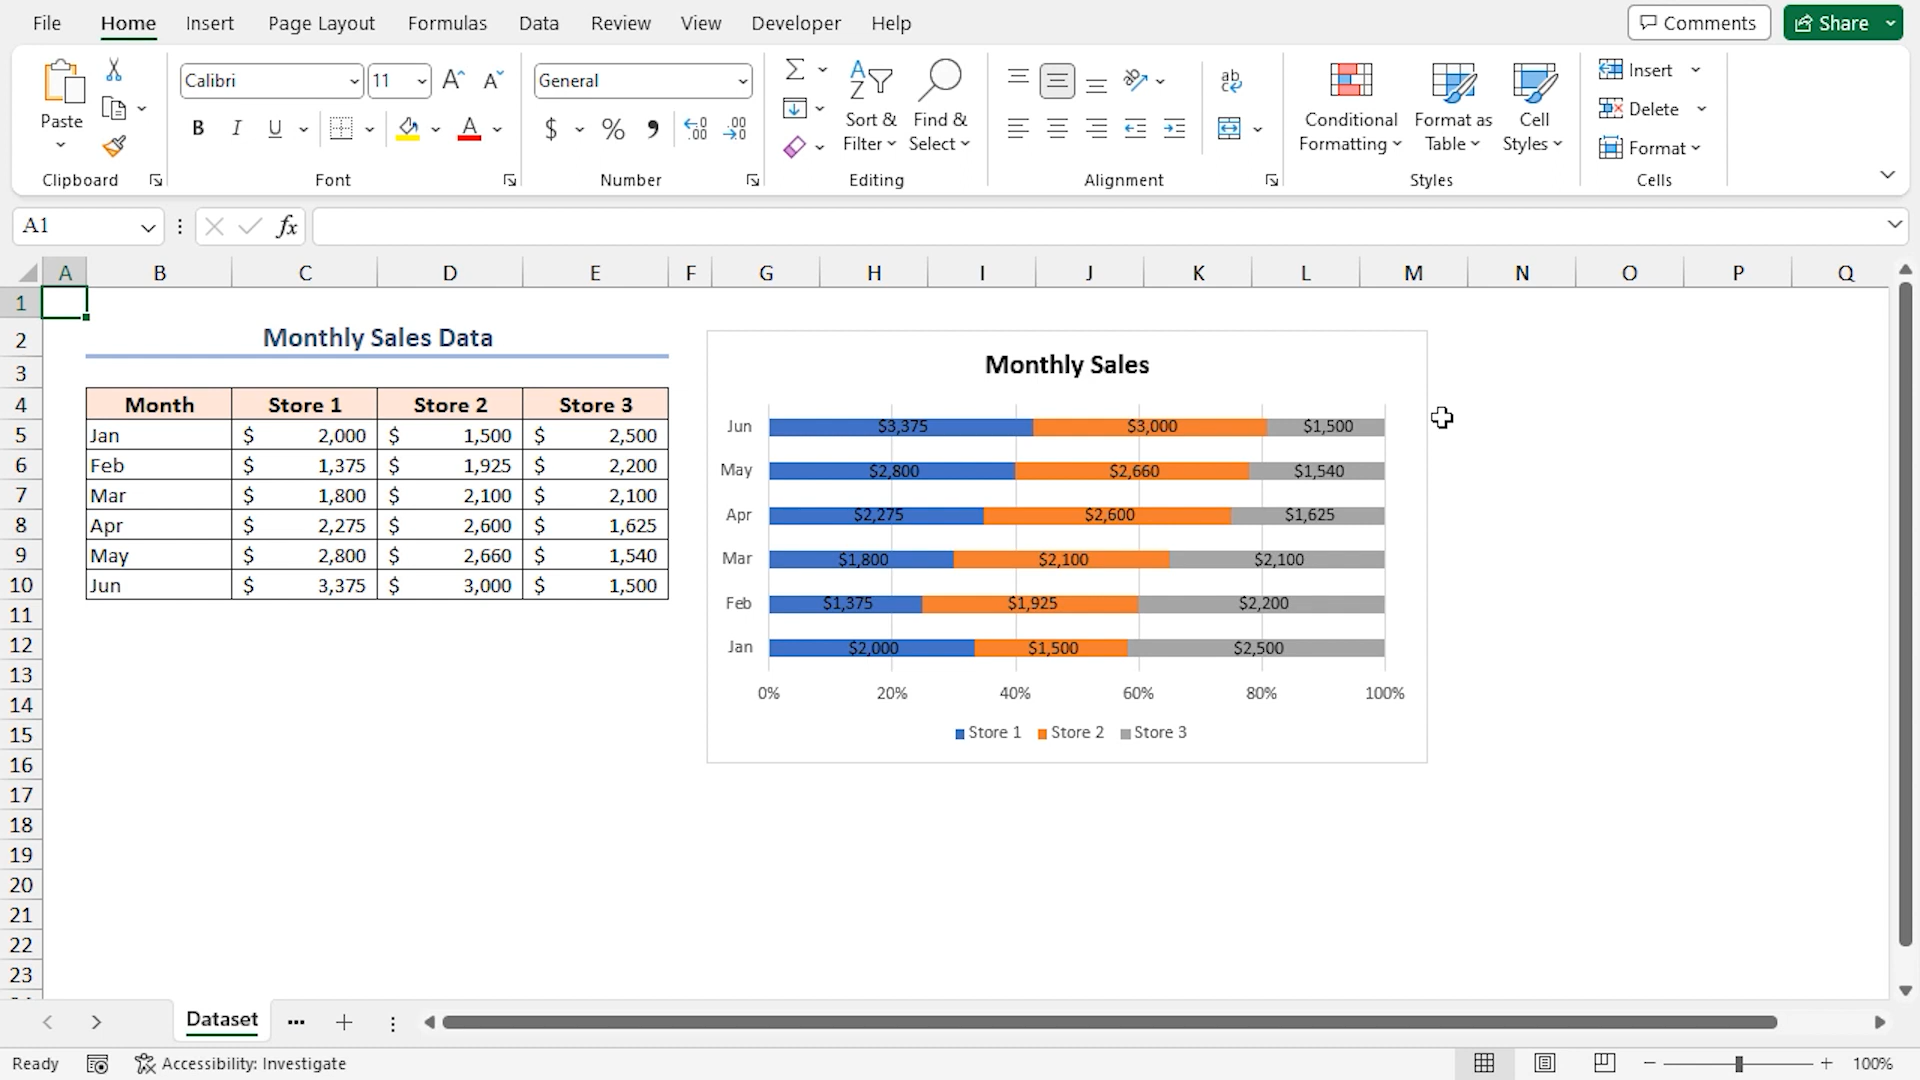 File Home Insert Page Layout Formulas Data Review View Developer Help Comments Share
Paste Calibri 11 A A General Sort & Filter Find & Select ab c Conditional Formatting Format as Table Cell Styles Insert Delete Format
B I U A $ % , .00 .00
Clipboard Font Number Editing Alignment Styles Cells
A1 fx
A B C D E F G H I J K L M N O P Q
1
2
3
4
5
6
7
8
9
10
11
12
13
14
15
16
17
18
19
20
21
22
23
Monthly Sales Data
Month Store 1 Store 2 Store 3
Jan $ 2,000 $ 1,500 $ 2,500
Feb $ 1,375 $ 1,925 $ 2,200
Mar $ 1,800 $ 2,100 $ 2,100
Apr $ 2,275 $ 2,600 $ 1,625
May $ 2,800 $ 2,660 $ 1,540
Jun $ 3,375 $ 3,000 $ 1,500
Monthly Sales
Jun $3,375 $3,000 $1,500
May $2,800 $2,660 $1,540
Apr $2,275 $2,600 $1,625
Mar $1,800 $2,100 $2,100
Feb $1,375 $1,925 $2,200
Jan $2,000 $1,500 $2,500
0% 20% 40% 60% 80% 100%
Store 1 Store 2 Store 3
Dataset ...
Ready Accessibility: Investigate 100%